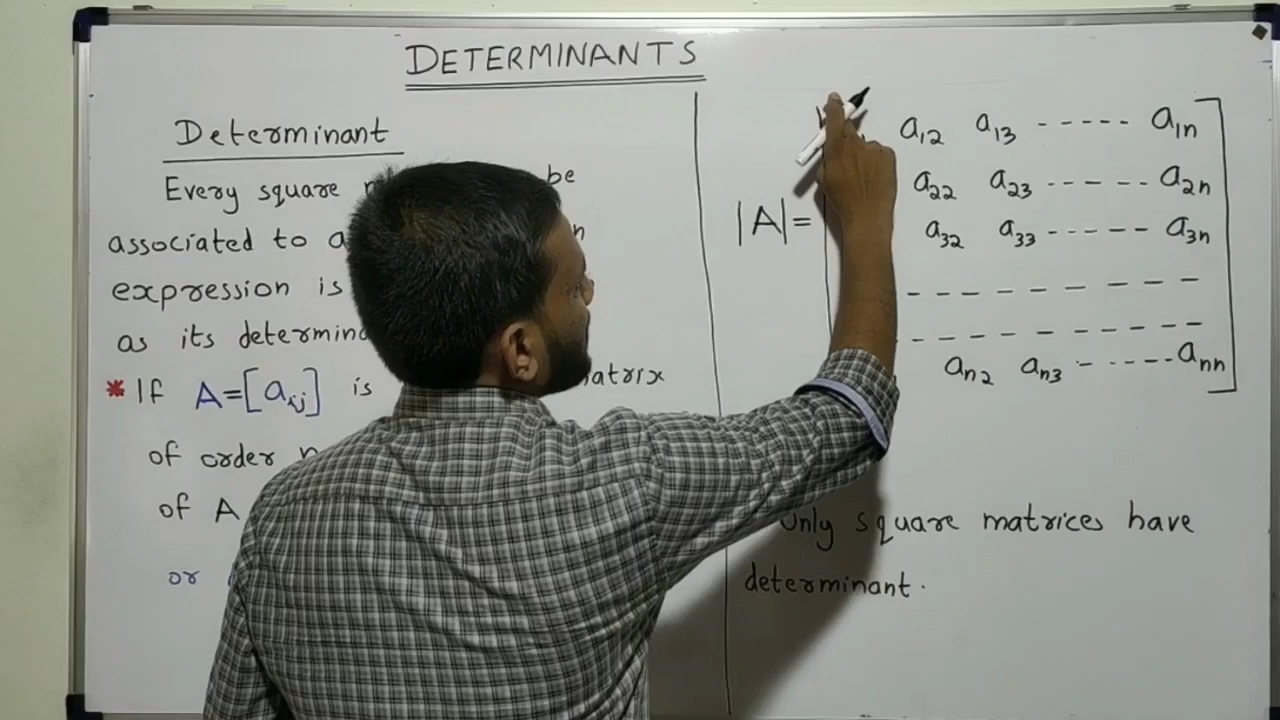 DETERMINANTS
Determinant
Every square be
associated to
expression is
as its
* If A=[aij] is matrix
of order
of A
or
|A|=
a12 a13 ----- a1n
a22 a23 ----- a2n
a32 a33 ----- a3n
- - - - - - - - -
- - - - - - - - -
an2 an3 ----- ann
Only square matrices have
determinant.